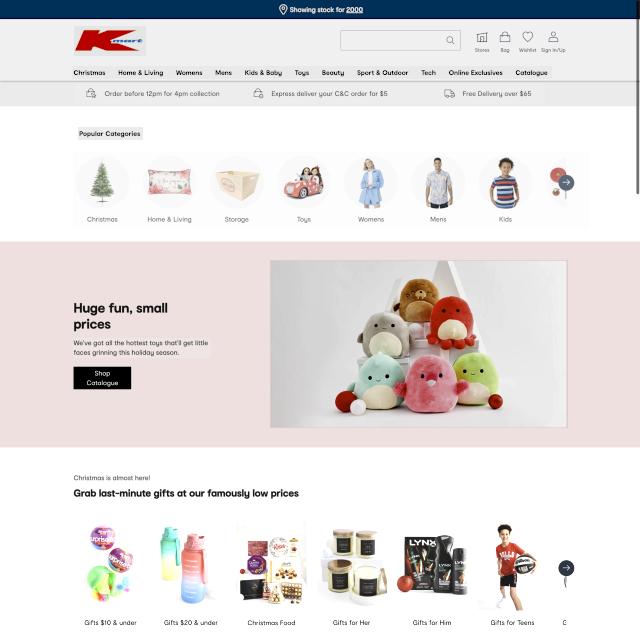 Showing stock for 2000
Kmart
Stores
Bag
Wishlist
Sign In/Up
Christmas
Home & Living
Womens
Mens
Kids & Baby
Toys
Beauty
Sport & Outdoor
Tech
Online Exclusives
Catalogue
Order before 12pm for 4pm collection
Express deliver your C&C order for $5
Free Delivery over $65
Popular Categories
Christmas
Home & Living
Storage
Toys
Womens
Mens
Kids
Huge fun, small
prices
We've got all the hottest toys that'll get little
faces grinning this holiday season.
Shop
Catalogue
Christmas is almost here!
Grab last-minute gifts at our famously low prices
LYNX
Gifts $10 & under
Gifts $20 & under
Christmas Food
Gifts for Her
Gifts for Him
Gifts for Teens
G